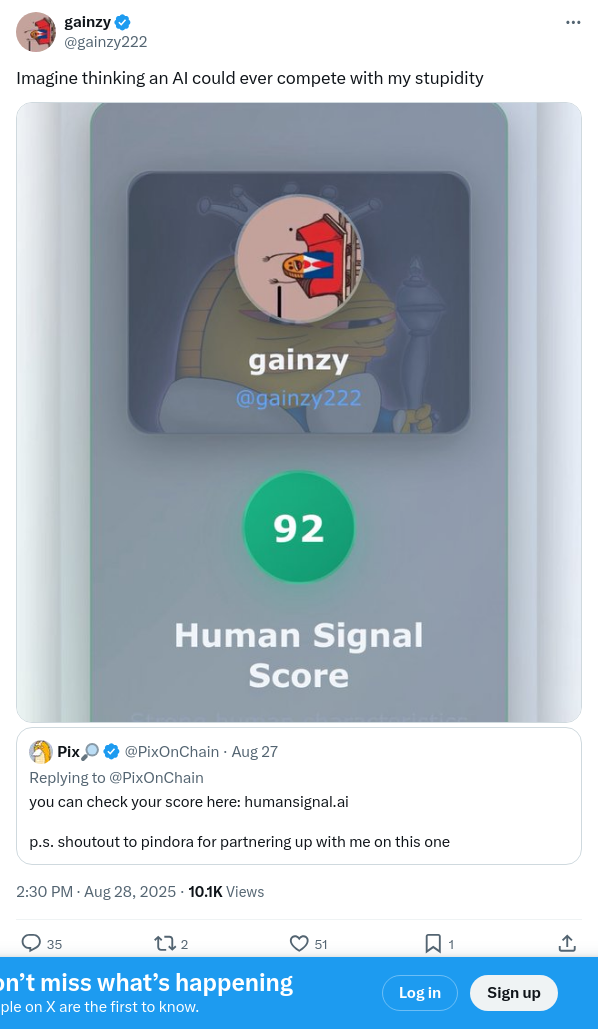 gainzy
@gainzy222
Imagine thinking an AI could ever compete with my stupidity
gainzy
@gainzy222
92
Human Signal
Score
Strong human characteristics
Pix @PixOnChain · Aug 27
Replying to @PixOnChain
you can check your score here: humansignal.ai
p.s. shoutout to pindora for partnering up with me on this one
2:30 PM · Aug 28, 2025 · 10.1K Views
35 2 51 1
on’t miss what’s happening
ple on X are the first to know.
Log in
Sign up